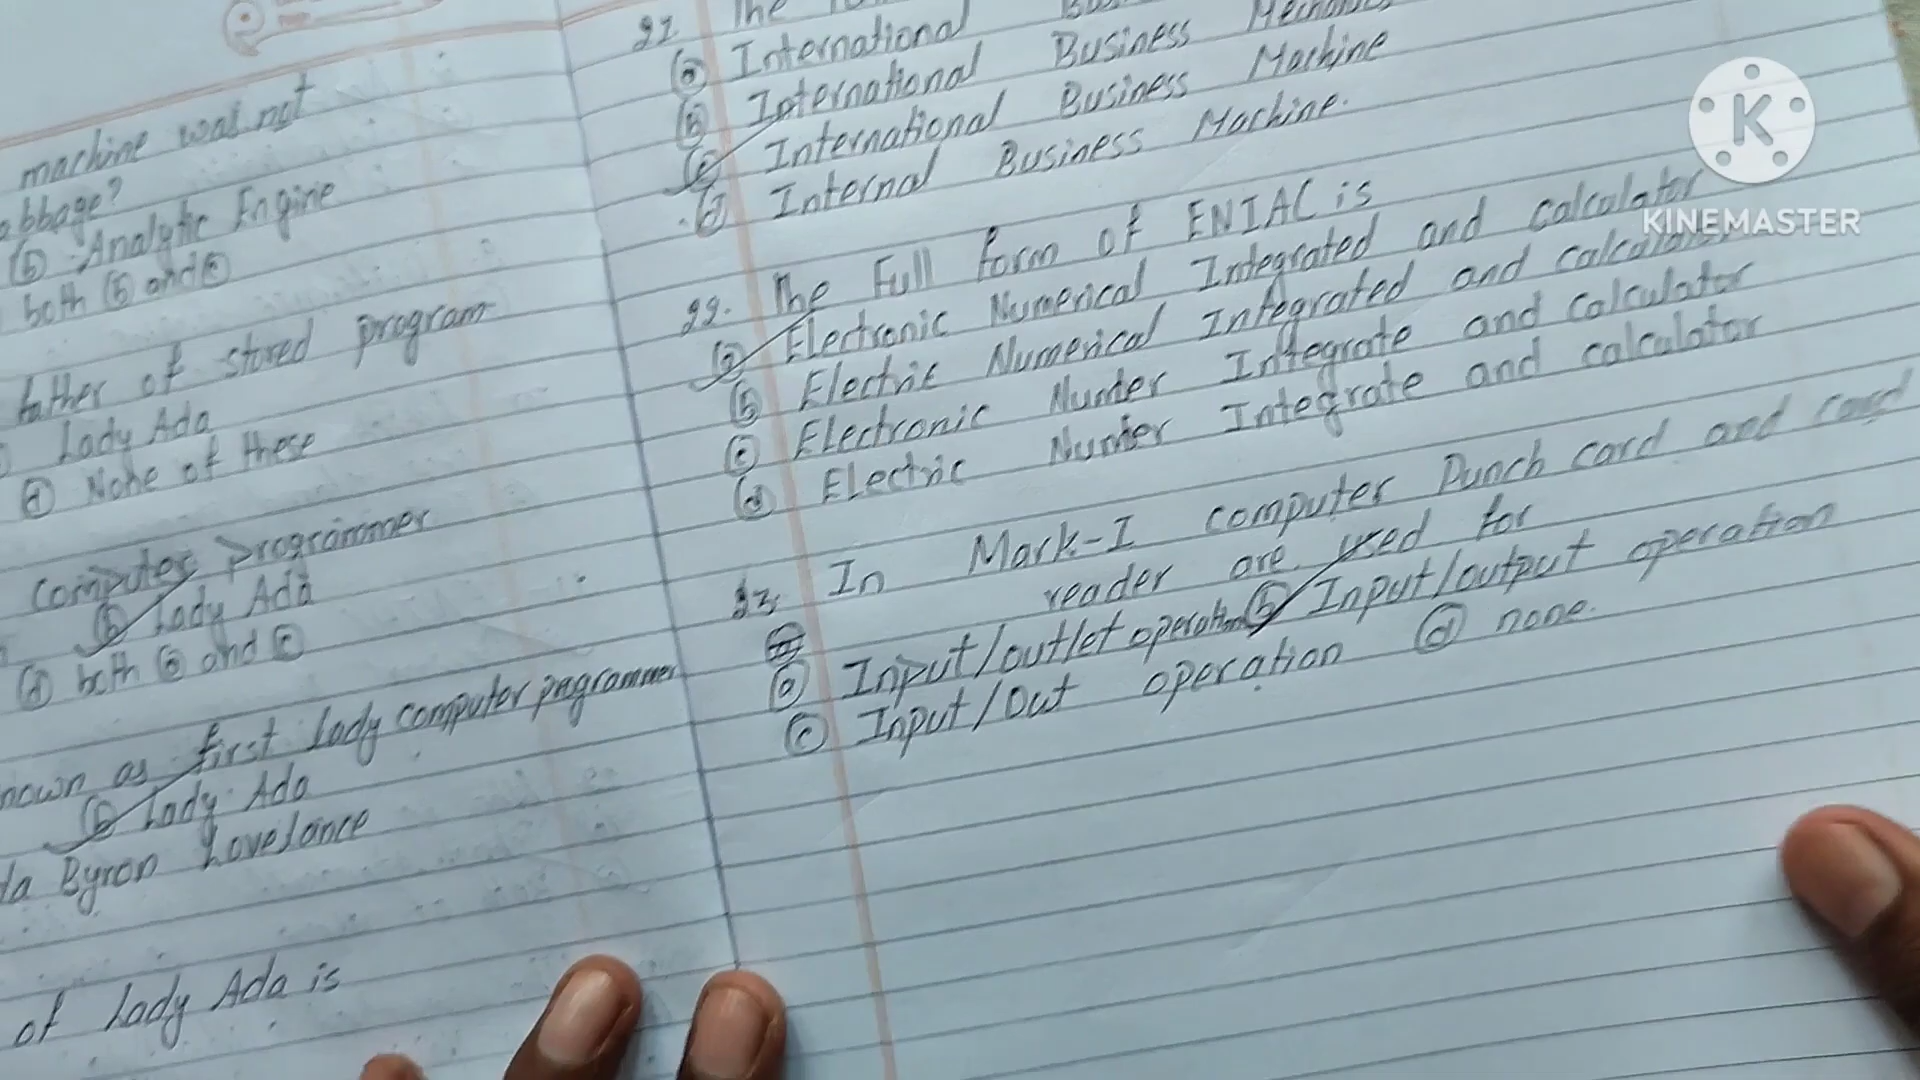 machine was not
abbage?
(b) Analytic Engine
both (b) and (c)
father of stored program
Lady Ada
(d) None of these
computer programmer
(b) Lady Ada
(d) both (b) and (c)
nown as first lady computer pagrammer
(b) Lady Ada
da Byron Lovelance
of Lady Ada is
21 The
(a) International
(b) International Business
(c) International Business Machine
(d) Internal Business Machine.
22. The Full form of ENIAC is
(a) Electronic Numerical Integrated and calculator
(b) Electric Numerical Integrated and calculator
(c) Electronic Number Integrate and calculator
(d) Electric Number Integrate and calculator
23, In Mark-I computer Punch card and card
reader are used for
(a) Input/outlet operation (b) Input/output operation
(c) Input/Out operation (d) none.
K
KINEMASTER